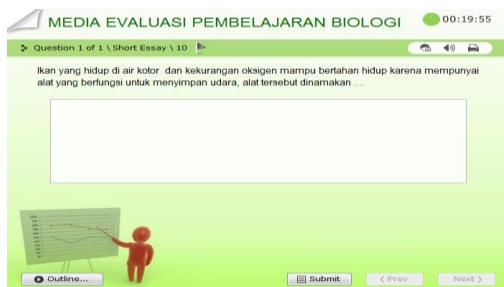 MEDIA EVALUASI PEMBELAJARAN BIOLOGI
00:19:55
Question 1 of 1 \ Short Essay \ 10
Ikan yang hidup di air kotor dan kekurangan oksigen mampu bertahan hidup karena mempunyai
alat yang berfungsi untuk menyimpan udara, alat tersebut dinamakan ....
Outline...
Submit
Prev
Next